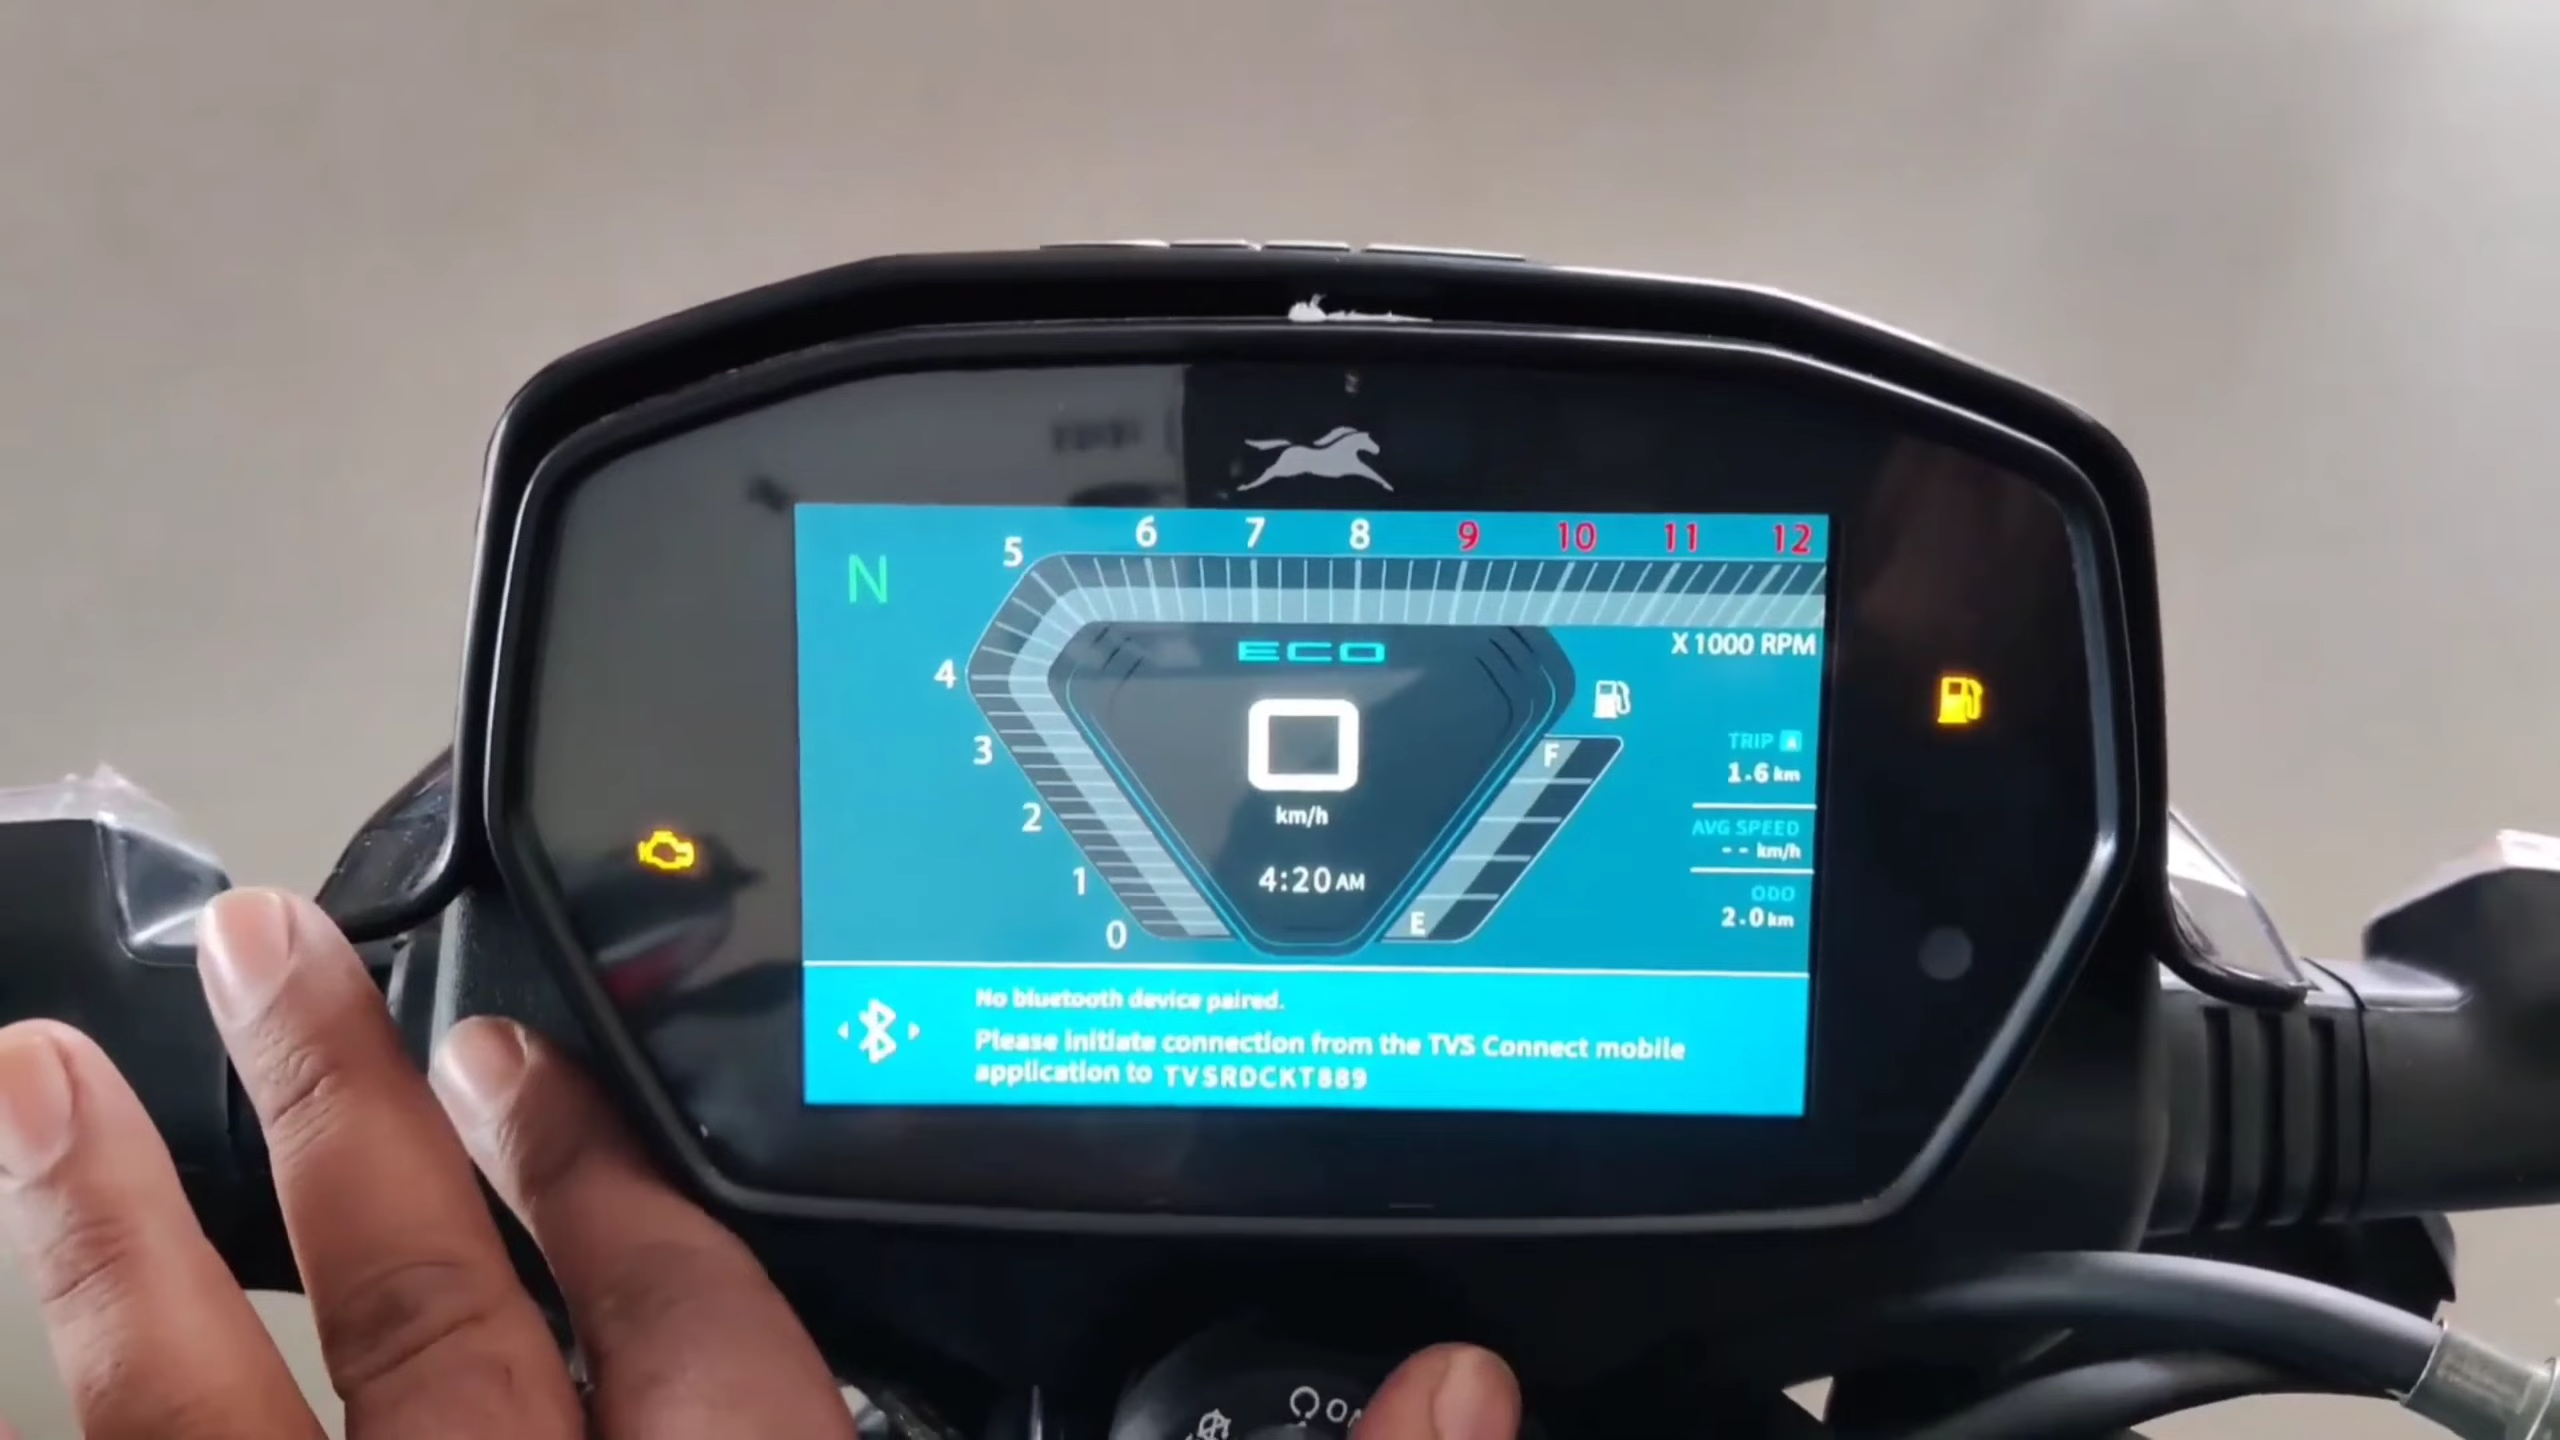 5 6 7 8 9 10 11 12
N
X1000 RPM
ECO
4
0
km/h
F
TRIP A
1.6 km
3
2
AVG SPEED
-- km/h
4:20 AM
1
ODO
2.0 km
0
E
No bluetooth device paired.
Please initiate connection from the TVS Connect mobile
application to TVSRDCKT889